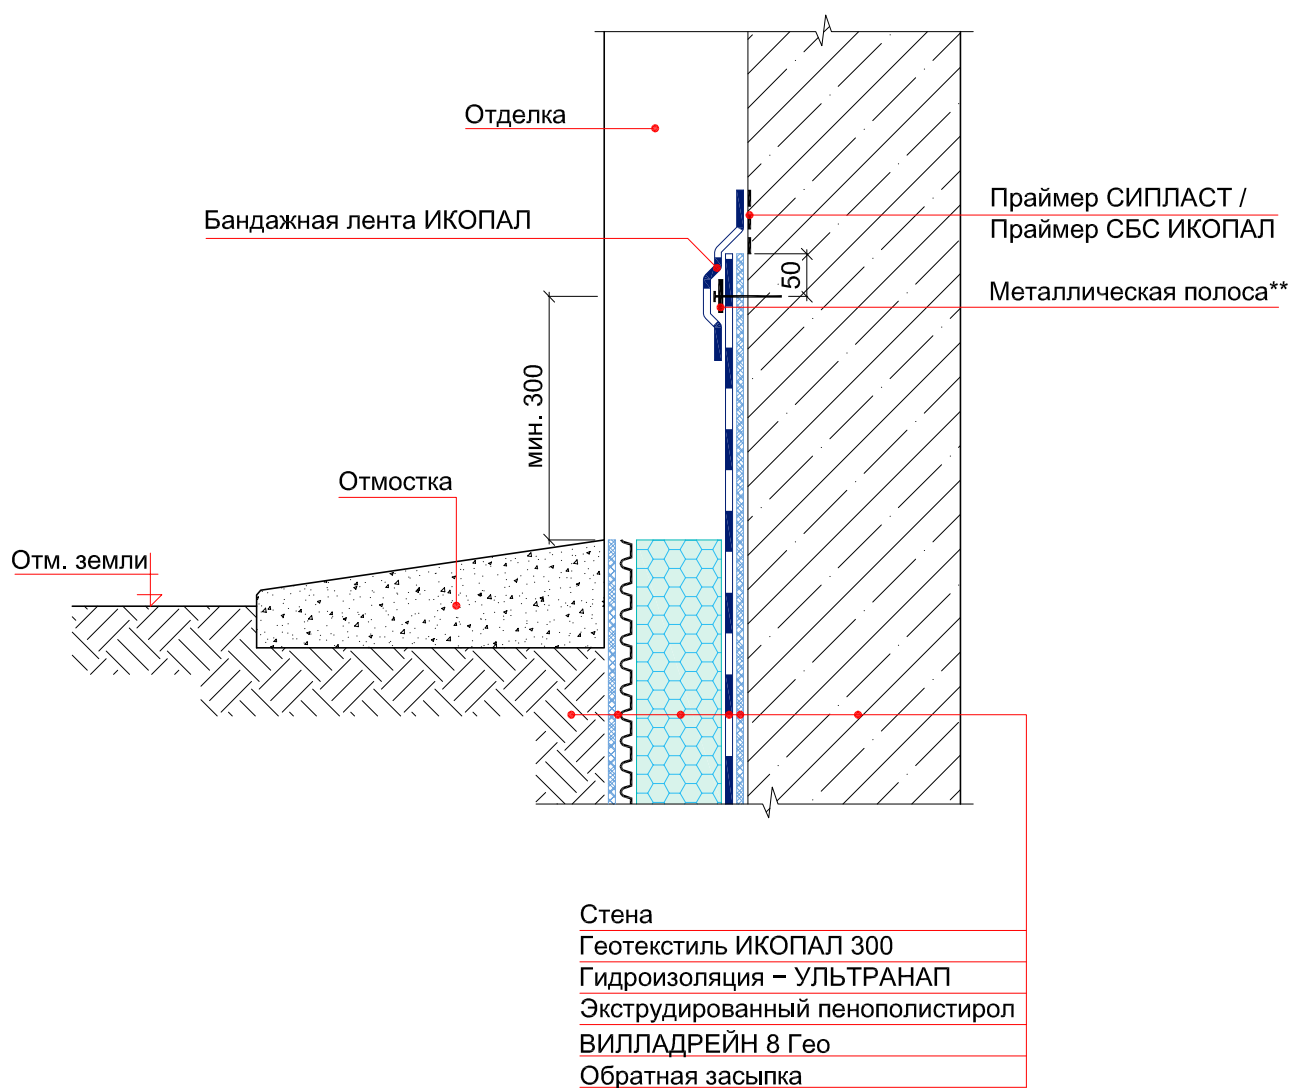 Отделка
Бандажная лента ИКОПАЛ
Праймер СИПЛАСТ /
Праймер СБС ИКОПАЛ
50
Металлическая полоса**
мин. 300
Отмостка
Отм. земли
Стена
Геотекстиль ИКОПАЛ 300
Гидроизоляция – УЛЬТРАНАП
Экструдированный пенополистирол
ВИЛЛАДРЕЙН 8 Гео
Обратная засыпка